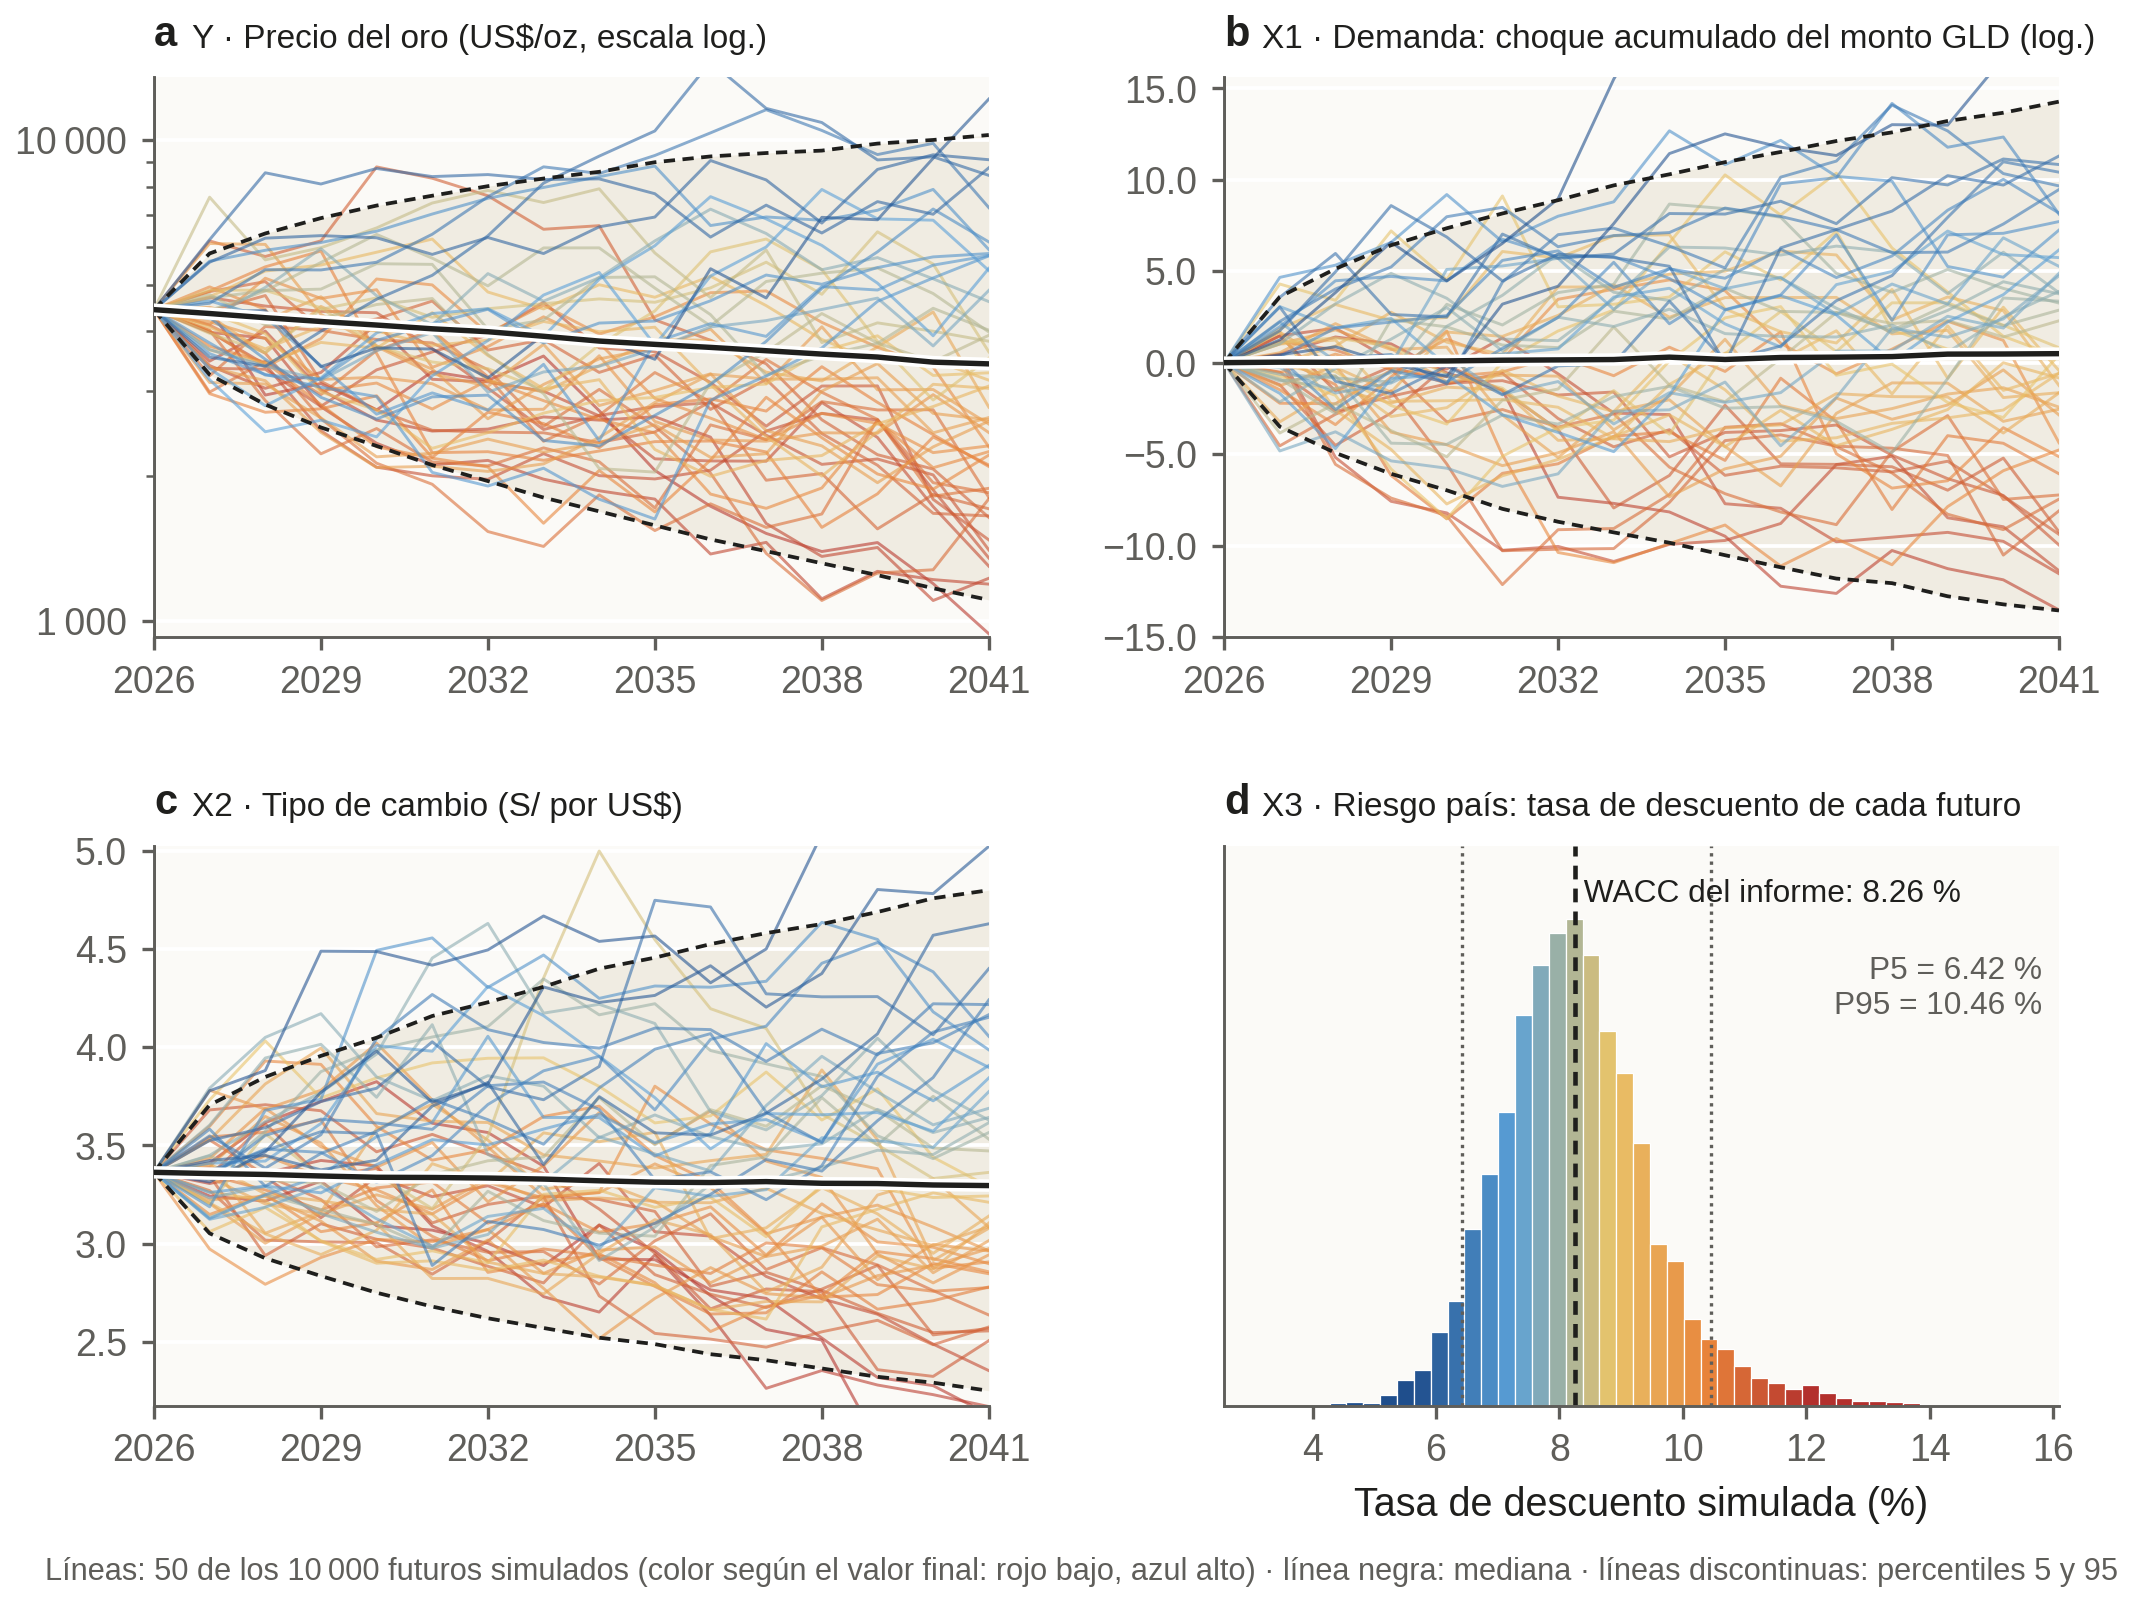 a Y · Precio del oro (US$/oz, escala log.)
10 000
1 000
2026 2029 2032 2035 2038 2041
b X1 · Demanda: choque acumulado del monto GLD (log.)
15.0
10.0
5.0
0.0
−5.0
−10.0
−15.0
2026 2029 2032 2035 2038 2041
c X2 · Tipo de cambio (S/ por US$)
5.0
4.5
4.0
3.5
3.0
2.5
2026 2029 2032 2035 2038 2041
d X3 · Riesgo país: tasa de descuento de cada futuro
WACC del informe: 8.26 %
P5 = 6.42 %
P95 = 10.46 %
4 6 8 10 12 14 16
Tasa de descuento simulada (%)
Líneas: 50 de los 10 000 futuros simulados (color según el valor final: rojo bajo, azul alto) · línea negra: mediana · líneas discontinuas: percentiles 5 y 95